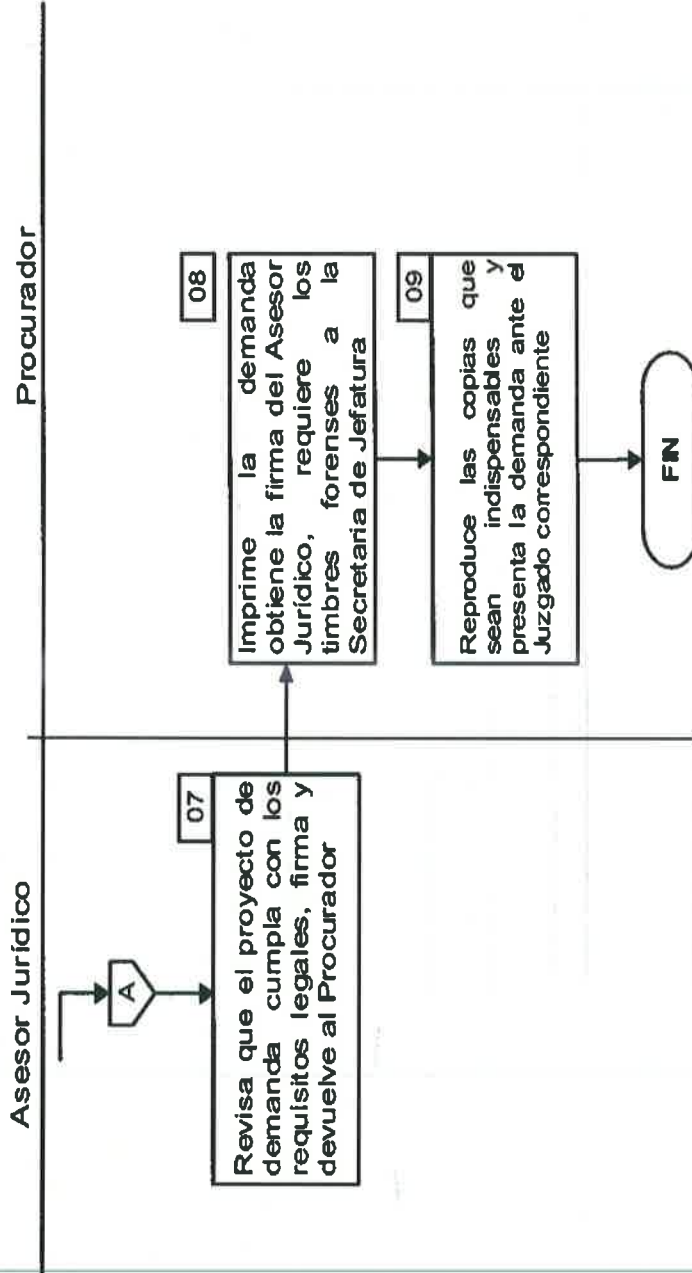 Asesor Jurídico
Procurador
A
07
Revisa que el proyecto de
demanda cumpla con los
requisitos legales, firma y
devuelve al Procurador
08
Imprime la demanda
obtiene la firma del Asesor
Jurídico, requiere los
timbres forenses a la
Secretaria de Jefatura
09
Reproduce las copias que
sean indispensables y
presenta la demanda ante el
Juzgado correspondiente
FIN